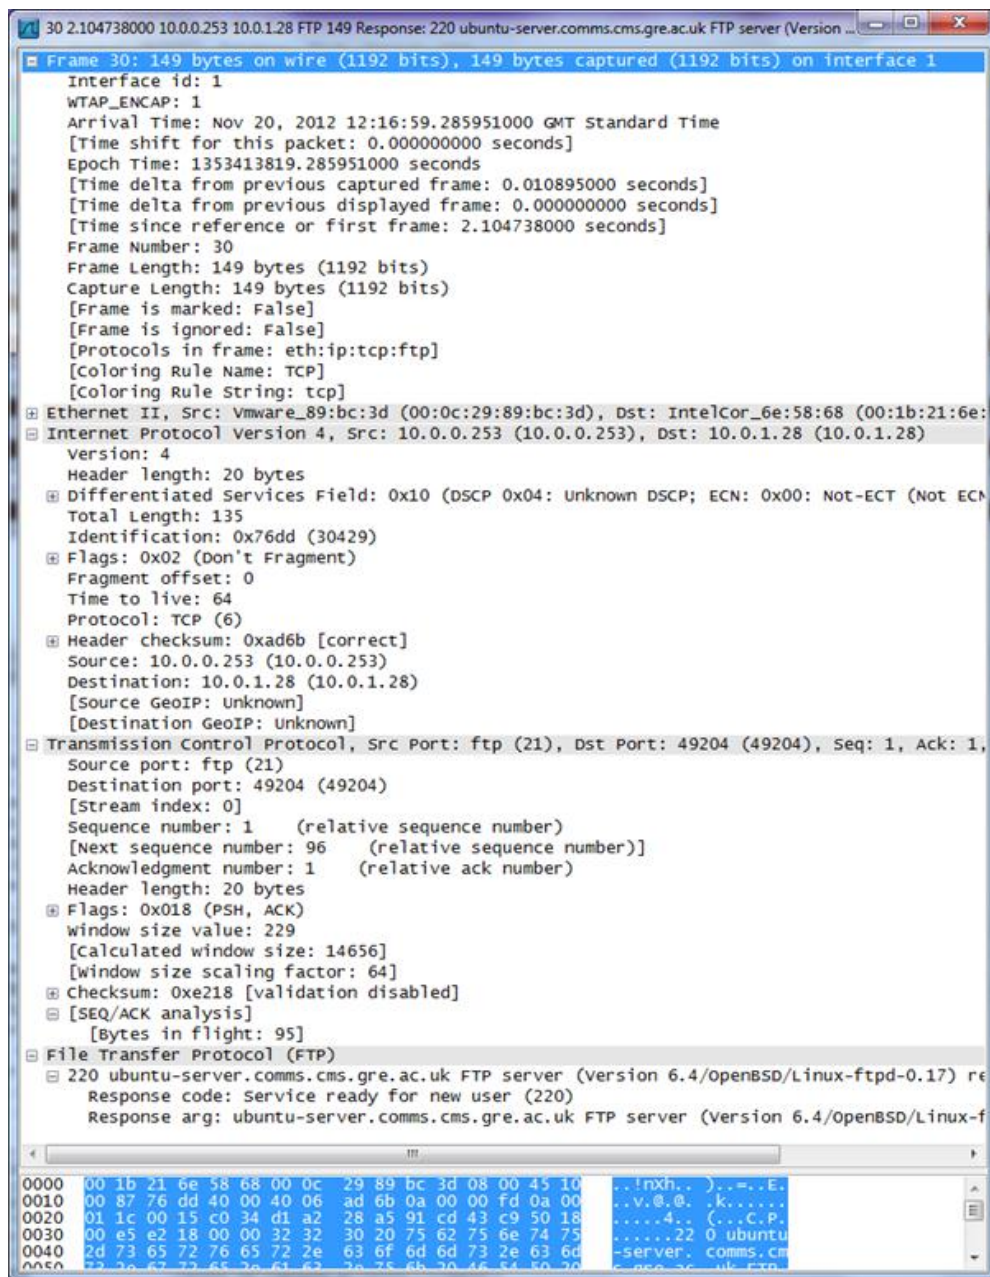 30 2.104738000 10.0.0.253 10.0.1.28 FTP 149 Response: 220 ubuntu-server.comms.cms.gre.ac.uk FTP server (Version ...
Frame 30: 149 bytes on wire (1192 bits), 149 bytes captured (1192 bits) on interface 1
Interface id: 1
WTAP_ENCAP: 1
Arrival Time: Nov 20, 2012 12:16:59.285951000 GMT Standard Time
[Time shift for this packet: 0.000000000 seconds]
Epoch Time: 1353413819.285951000 seconds
[Time delta from previous captured frame: 0.010895000 seconds]
[Time delta from previous displayed frame: 0.000000000 seconds]
[Time since reference or first frame: 2.104738000 seconds]
Frame Number: 30
Frame Length: 149 bytes (1192 bits)
Capture Length: 149 bytes (1192 bits)
[Frame is marked: False]
[Frame is ignored: False]
[Protocols in frame: eth:ip:tcp:ftp]
[Coloring Rule Name: TCP]
[Coloring Rule String: tcp]
Ethernet II, Src: Vmware_89:bc:3d (00:0c:29:89:bc:3d), Dst: IntelCor_6e:58:68 (00:1b:21:6e:
Internet Protocol Version 4, Src: 10.0.0.253 (10.0.0.253), Dst: 10.0.1.28 (10.0.1.28)
Version: 4
Header length: 20 bytes
Differentiated Services Field: 0x10 (DSCP 0x04: Unknown DSCP; ECN: 0x00: Not-ECT (Not ECN
Total Length: 135
Identification: 0x76dd (30429)
Flags: 0x02 (Don't Fragment)
Fragment offset: 0
Time to live: 64
Protocol: TCP (6)
Header checksum: 0xad6b [correct]
Source: 10.0.0.253 (10.0.0.253)
Destination: 10.0.1.28 (10.0.1.28)
[Source GeoIP: Unknown]
[Destination GeoIP: Unknown]
Transmission Control Protocol, Src Port: ftp (21), Dst Port: 49204 (49204), Seq: 1, Ack: 1,
Source port: ftp (21)
Destination port: 49204 (49204)
[Stream index: 0]
Sequence number: 1    (relative sequence number)
[Next sequence number: 96    (relative sequence number)]
Acknowledgment number: 1    (relative ack number)
Header length: 20 bytes
Flags: 0x018 (PSH, ACK)
Window size value: 229
[Calculated window size: 14656]
[Window size scaling factor: 64]
Checksum: 0xe218 [validation disabled]
[SEQ/ACK analysis]
[Bytes in flight: 95]
File Transfer Protocol (FTP)
220 ubuntu-server.comms.cms.gre.ac.uk FTP server (Version 6.4/OpenBSD/Linux-ftpd-0.17) re
Response code: Service ready for new user (220)
Response arg: ubuntu-server.comms.cms.gre.ac.uk FTP server (Version 6.4/OpenBSD/Linux-f
0000 00 1b 21 6e 58 68 00 0c 29 89 bc 3d 08 00 45 10 ..!nXh.. )..=..E.
0010 00 87 76 dd 40 00 40 06 ad 6b 0a 00 00 fd 0a 00 ..v.@.@. .k......
0020 01 1c 00 15 c0 34 d1 a2 28 a5 91 cd 43 c9 50 18 .....4.. (...C.P.
0030 00 e5 e2 18 00 00 32 32 30 20 75 62 75 6e 74 75 ......22 0 ubuntu
0040 2d 73 65 72 76 65 72 2e 63 6f 6d 6d 73 2e 63 6d -server. comms.cm
0050 73 2e 67 72 65 2e 61 63 2e 75 6b 20 46 54 50 20 s.gre.ac .uk FTP